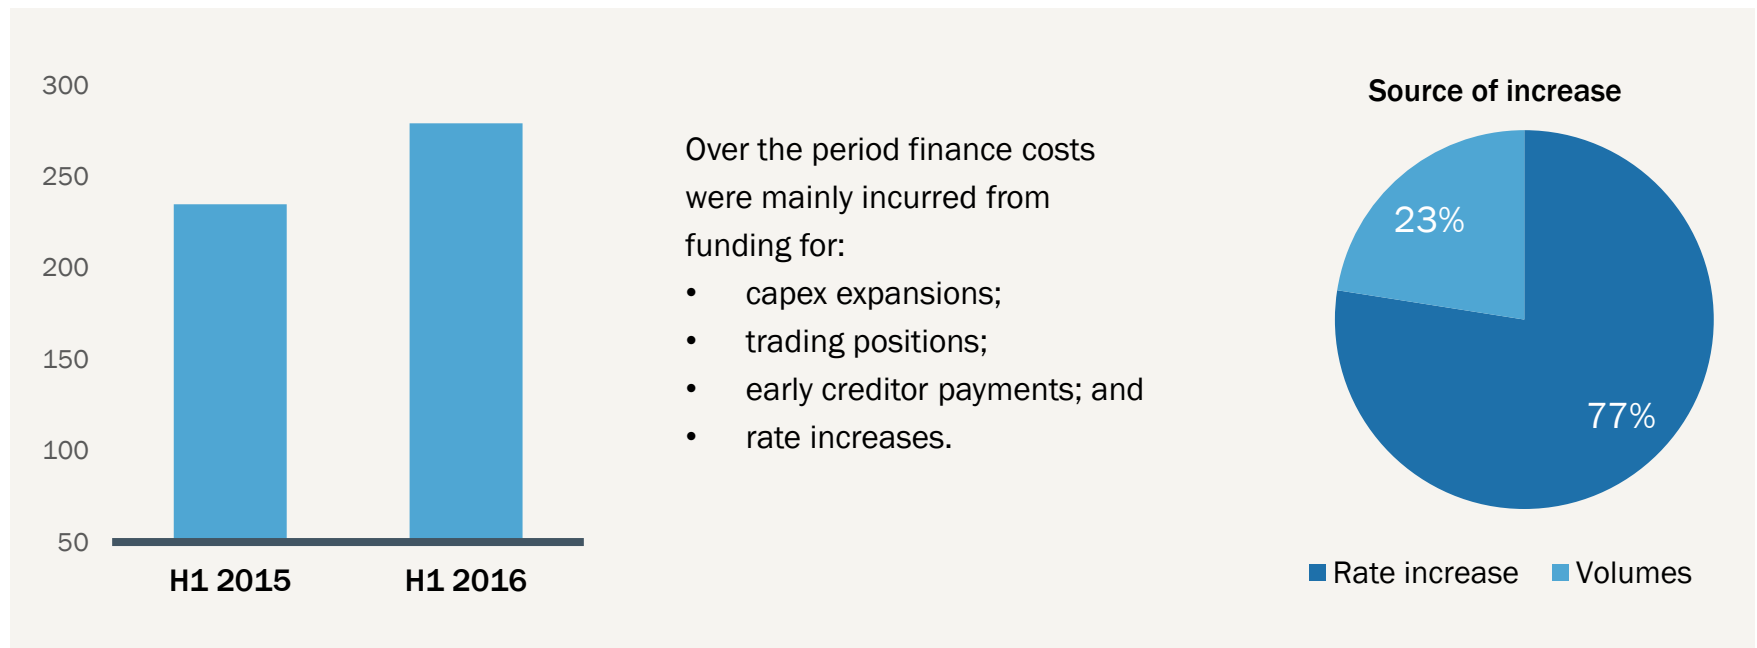 300
250
200
150
100
50
H1 2015
H1 2016
Over the period finance costs
were mainly incurred from
funding for:
• capex expansions;
• trading positions;
• early creditor payments; and
• rate increases.
Source of increase
23%
77%
Rate increase
Volumes